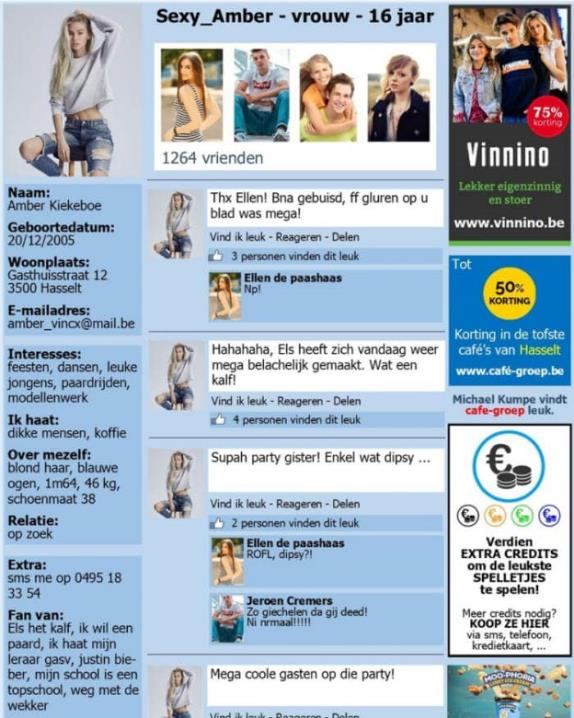 Sexy_Amber - vrouw - 16 jaar
1264 vrienden
Naam:
Amber Kiekeboe
Geboortedatum:
20/12/2005
Woonplaats:
Gasthuisstraat 12
3500 Hasselt
E-mailadres:
amber_vincx@mail.be
Interesses:
feesten, dansen, leuke
jongens, paardrijden,
modellenwerk
Ik haat:
dikke mensen, koffie
Over mezelf:
blond haar, blauwe
ogen, 1m64, 46 kg,
schoenmaat 38
Relatie:
op zoek
Extra:
sms me op 0495 18
33 54
Fan van:
Els het kalf, ik wil een
paard, ik haat mijn
leraar gasv, justin bie-
ber, mijn school is een
topschool, weg met de
wekker
Thx Ellen! Bna gebuisd, ff gluren op u
blad was mega!
Vind ik leuk - Reageren - Delen
3 personen vinden dit leuk
Ellen de paashaas
Np!
Hahahaha, Els heeft zich vandaag weer
mega belachelijk gemaakt. Wat een
kalf!
Vind ik leuk - Reageren - Delen
4 personen vinden dit leuk
Supah party gister! Enkel wat dipsy ...
Vind ik leuk - Reageren - Delen
2 personen vinden dit leuk
Ellen de paashaas
ROFL, dipsy?!
Jeroen Cremers
Zo giechelen da gij deed!
Ni nrmaal!!!!!
Mega coole gasten op die party!
Vind ik leuk - Reageren - Delen
75%
korting
Vinnino
Lekker eigenzinnig
en stoer
www.vinnino.be
Tot
50%
KORTING
Korting in de tofste
café's van Hasselt
www.café-groep.be
Michael Kumpe vindt
cafe-groep leuk.
Verdien
EXTRA CREDITS
om de leukste
SPELLETJES
te spelen!
Meer credits nodig?
KOOP ZE HIER
via sms, telefoon,
kredietkaart, ...
MOO-PHORIA